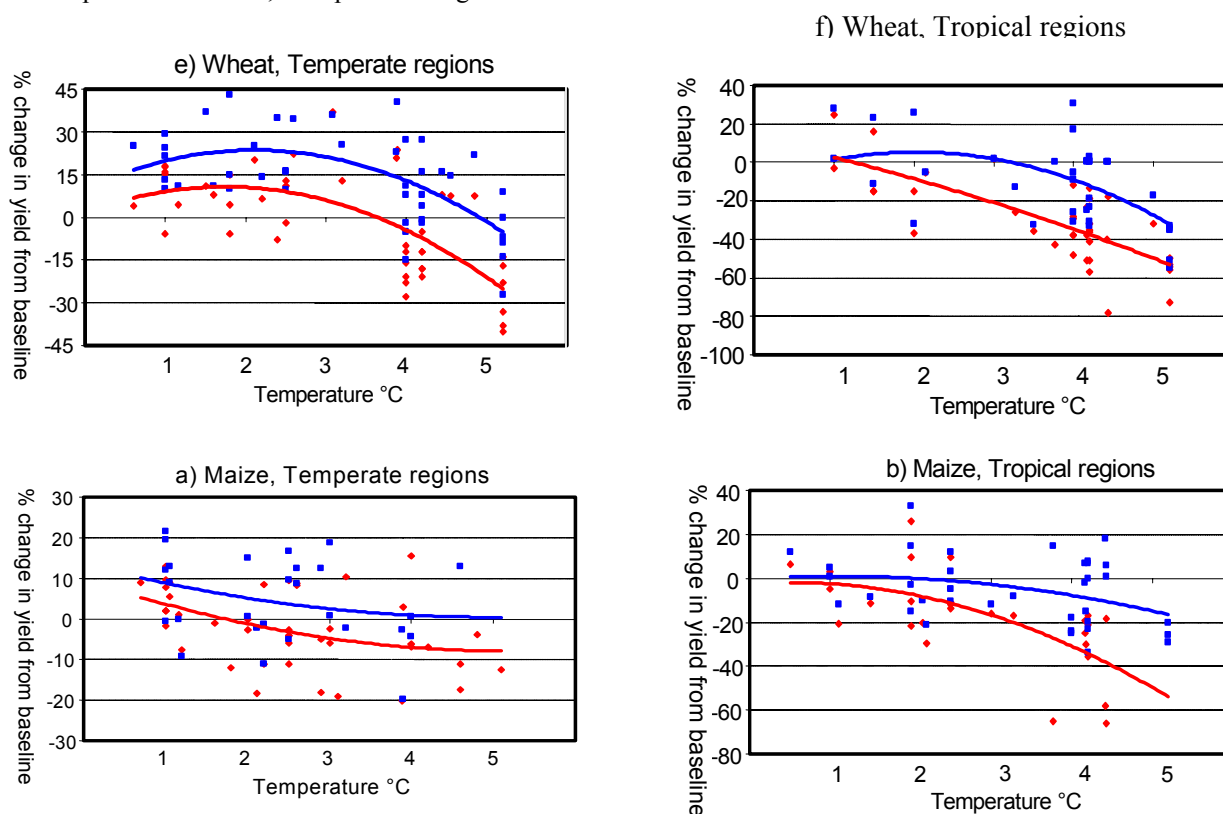 f) Wheat, Tropical regions
e) Wheat, Temperate regions
% change in yield from baseline
45
30
15
0
-15
-30
-45
1 2 3 4 5
Temperature °C
% change in yield from baseline
40
20
0
-20
-40
-60
-80
-100
1 2 3 4 5
Temperature °C
a) Maize, Temperate regions
% change in yield from baseline
30
20
10
0
-10
-20
-30
1 2 3 4 5
Temperature °C
b) Maize, Tropical regions
% change in yield from baseline
40
20
0
-20
-40
-60
-80
1 2 3 4 5
Temperature °C